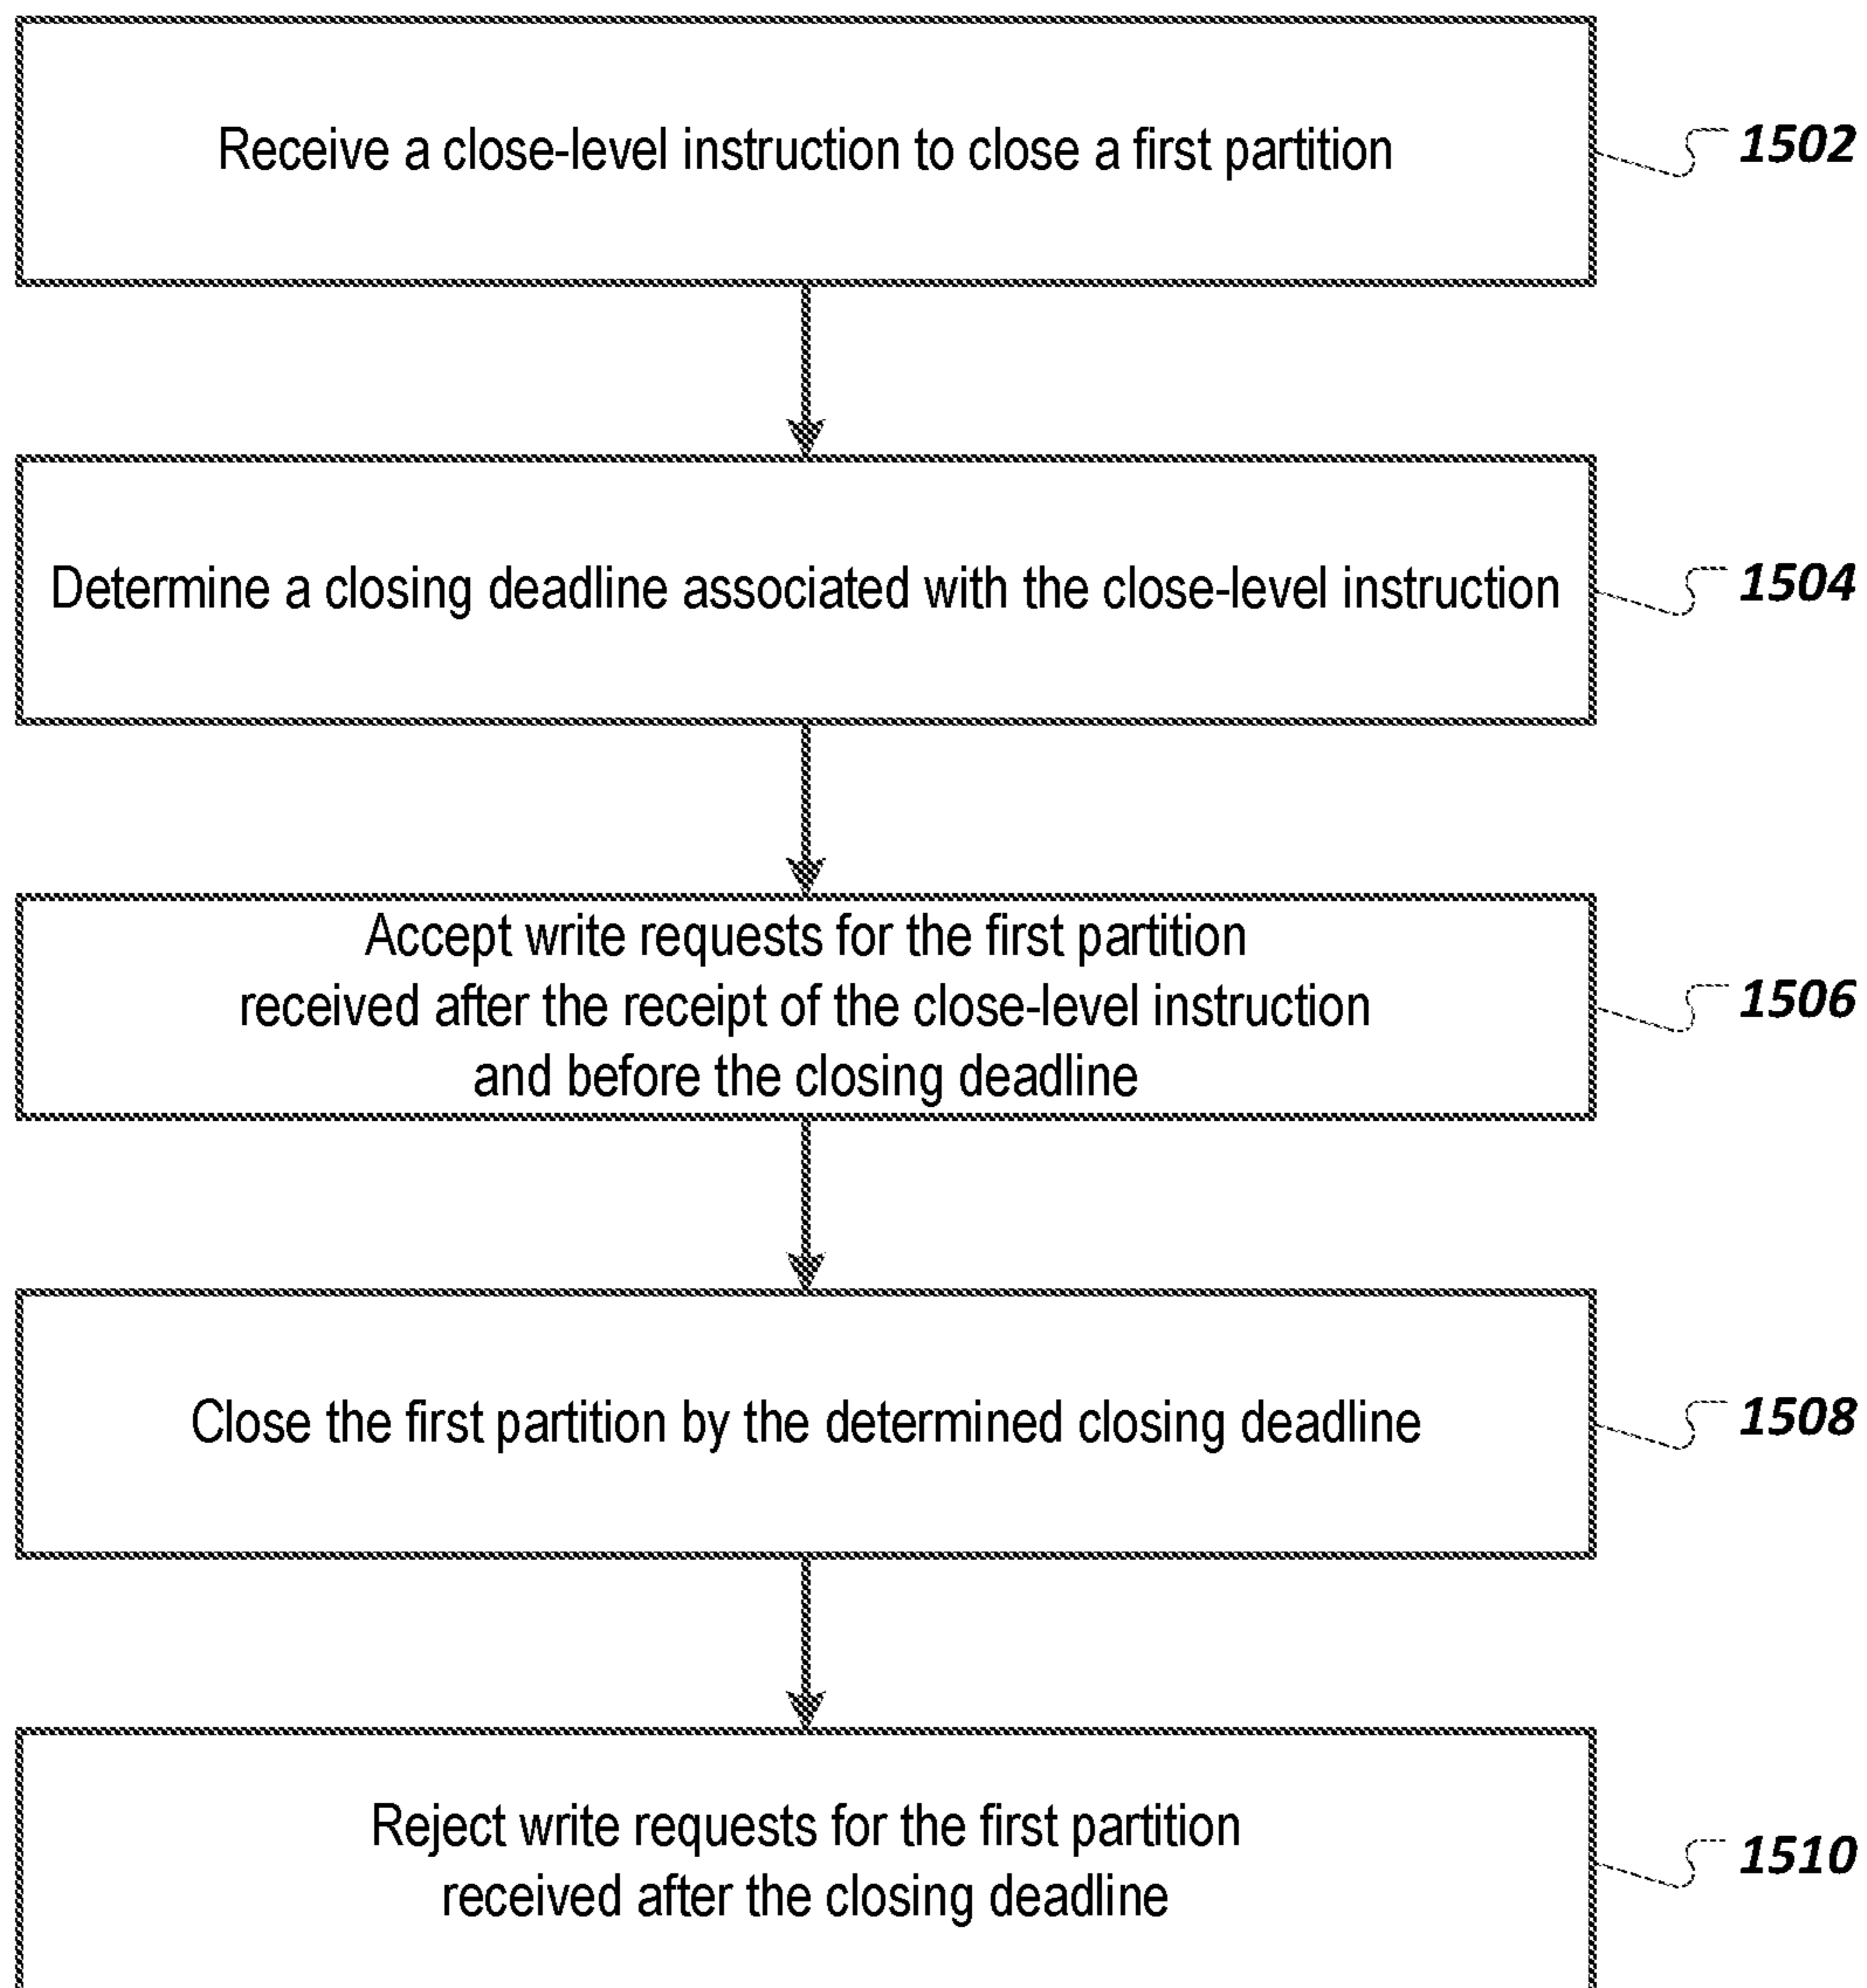 Receive a close-level instruction to close a first partition
1502
Determine a closing deadline associated with the close-level instruction
1504
Accept write requests for the first partition
received after the receipt of the close-level instruction
and before the closing deadline
1506
Close the first partition by the determined closing deadline
1508
Reject write requests for the first partition
received after the closing deadline
1510